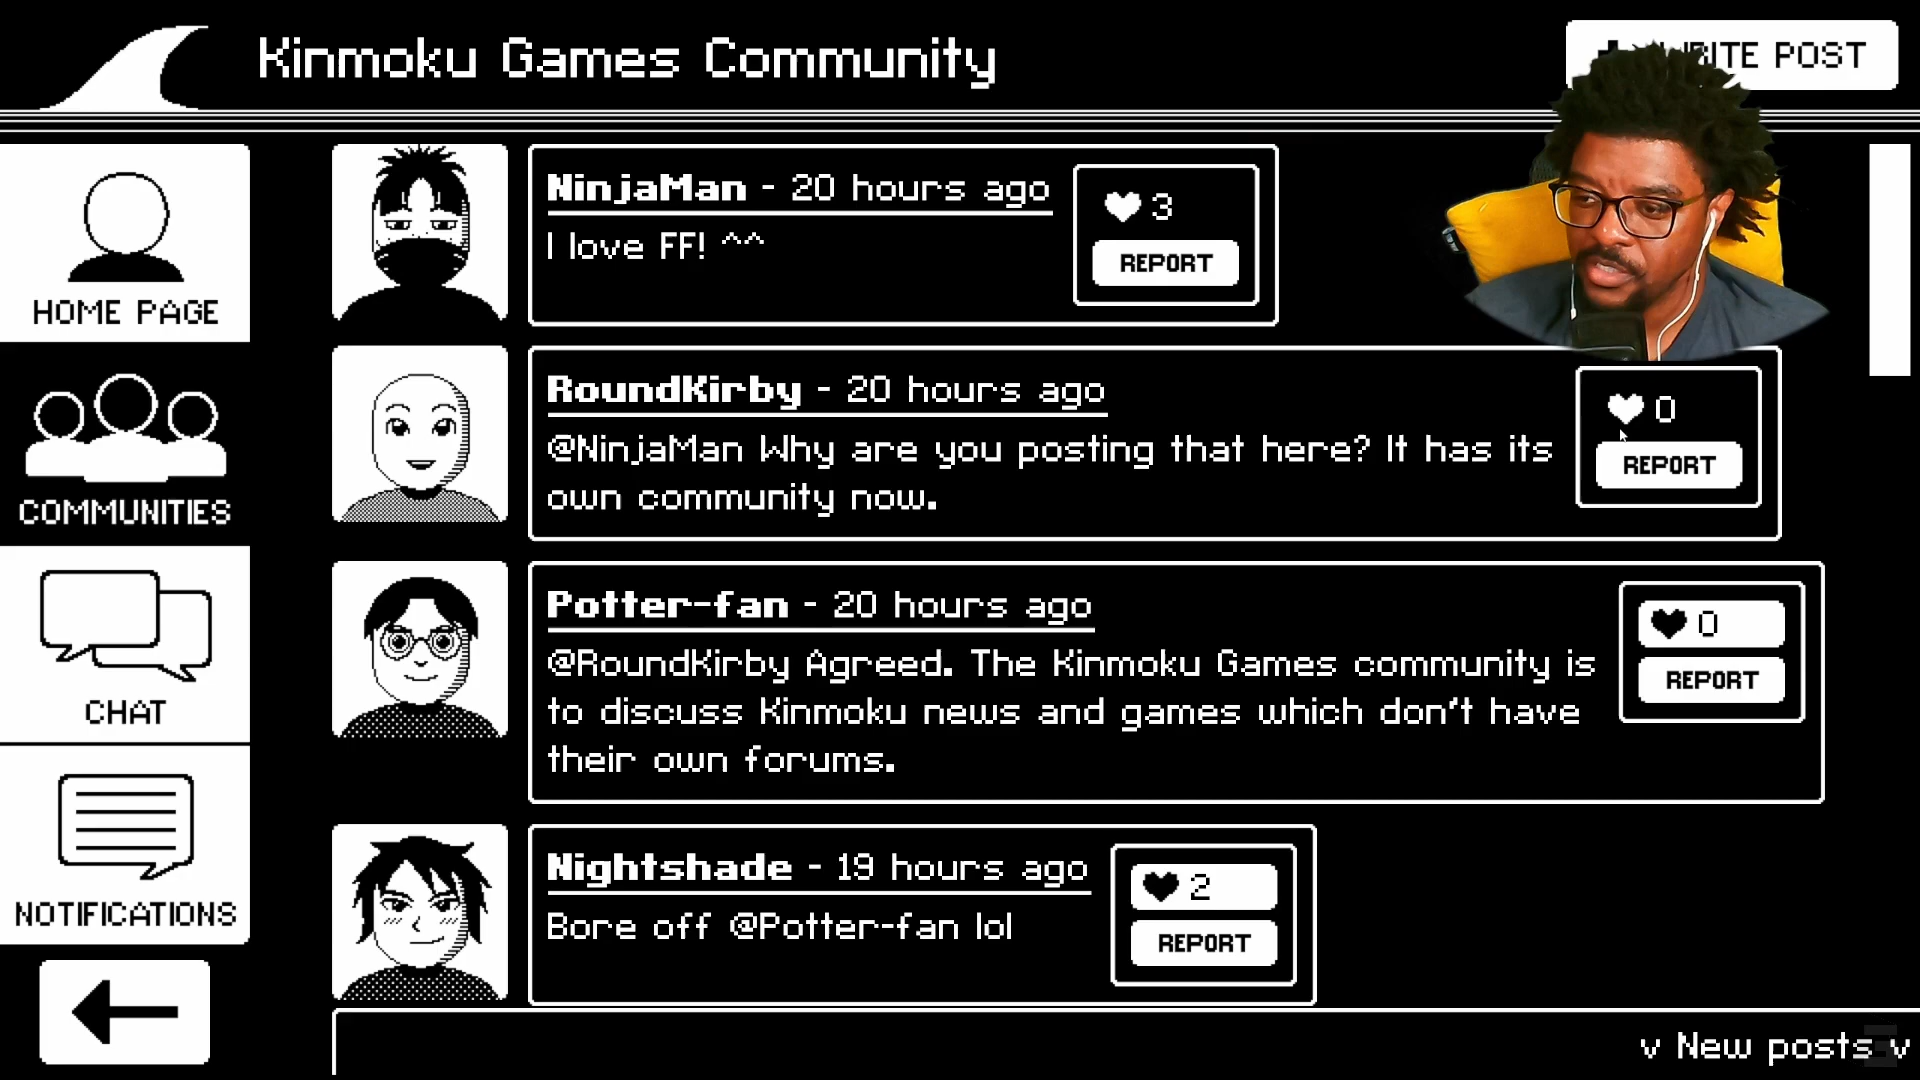 Kinmoku Games Community
POST
HOME PAGE
COMMUNITIES
CHAT
NOTIFICATIONS
NinjaMan - 20 hours ago
I love FF! ^^
3
REPORT
RoundKirby - 20 hours ago
@NinjaMan Why are you posting that here? It has its
own community now.
0
REPORT
Potter-fan - 20 hours ago
@RoundKirby Agreed. The Kinmoku Games community is
to discuss Kinmoku news and games which don't have
their own forums.
0
REPORT
Nightshade - 19 hours ago
Bore off @Potter-fan lol
2
REPORT
v New posts v